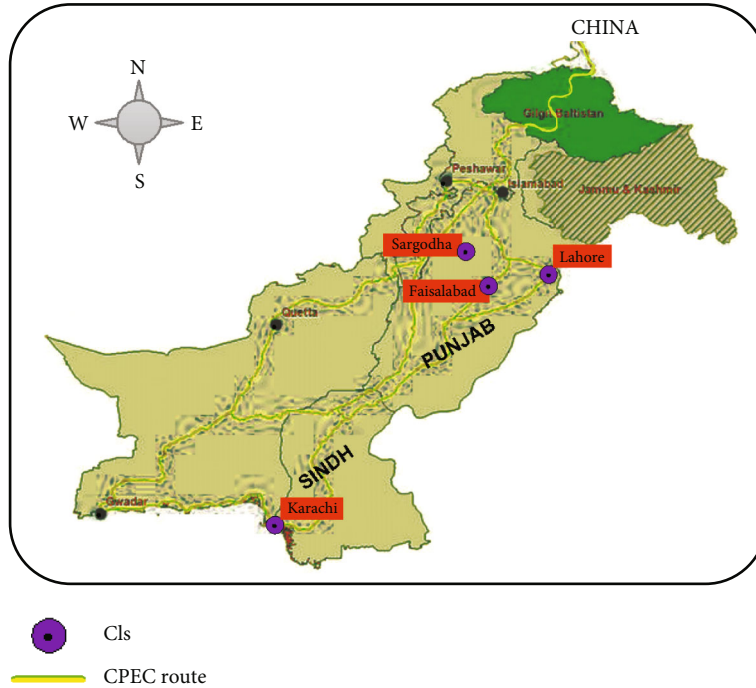 CHINA
N
W
E
S
Gilgit Baltistan
Peshawar
Islamabad
Jammu & Kashmir
Sargodha
Lahore
Faisalabad
Quetta
PUNJAB
SINDH
Gwadar
Karachi
CIs
CPEC route